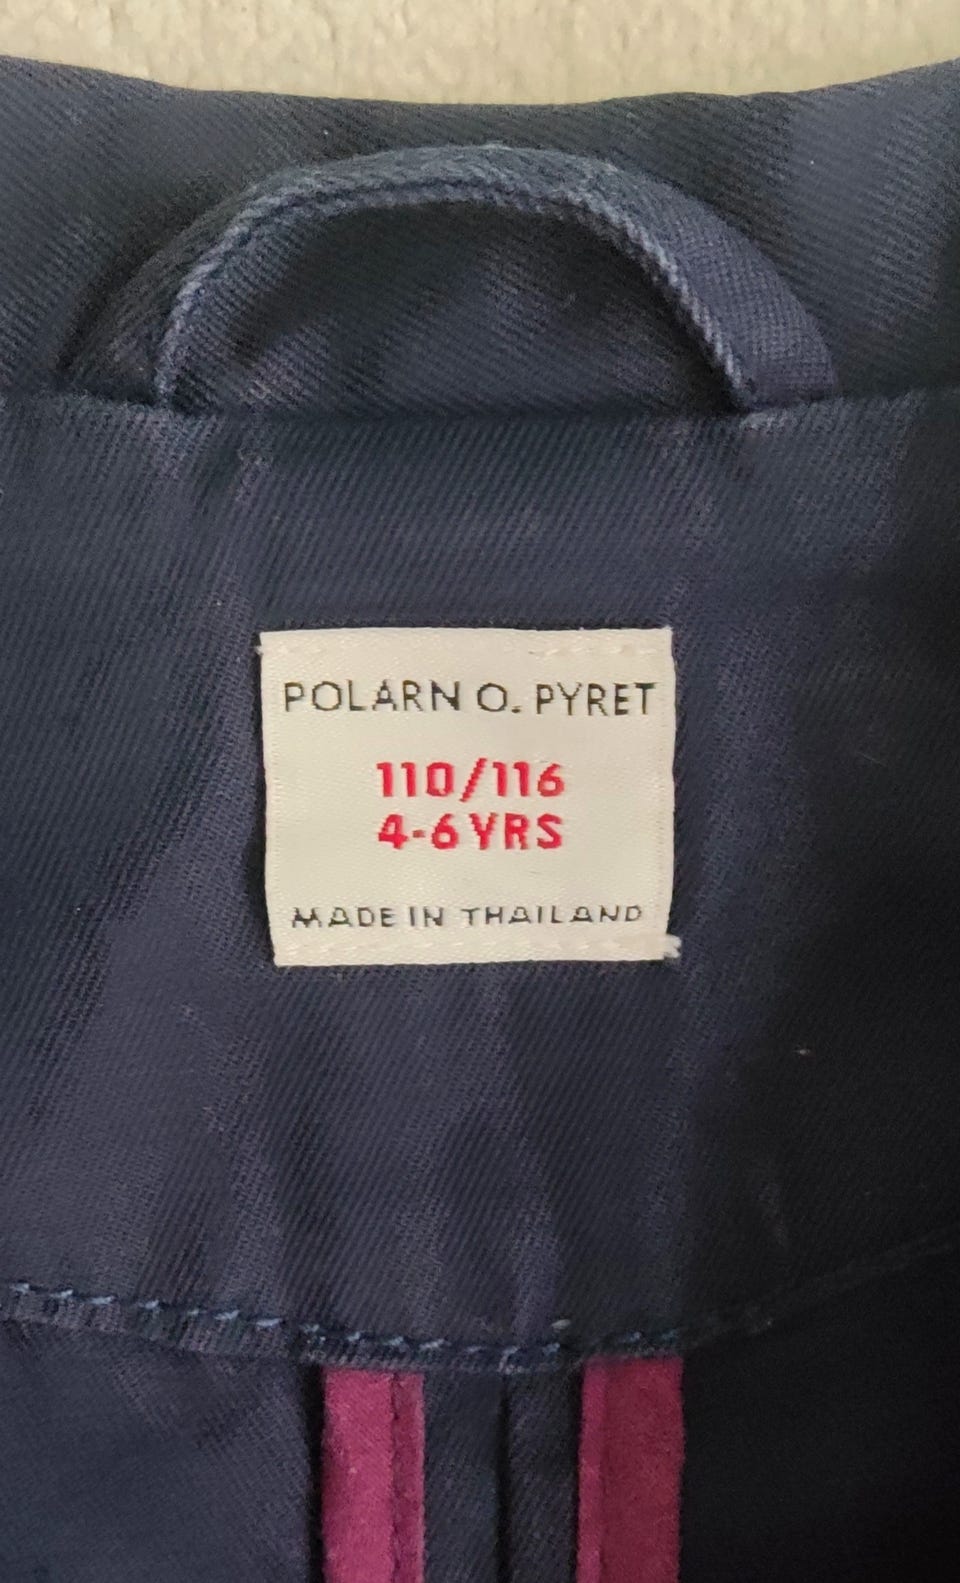 POLARN O. PYRET
110/116
4-6 YRS
MADE IN THAILAND